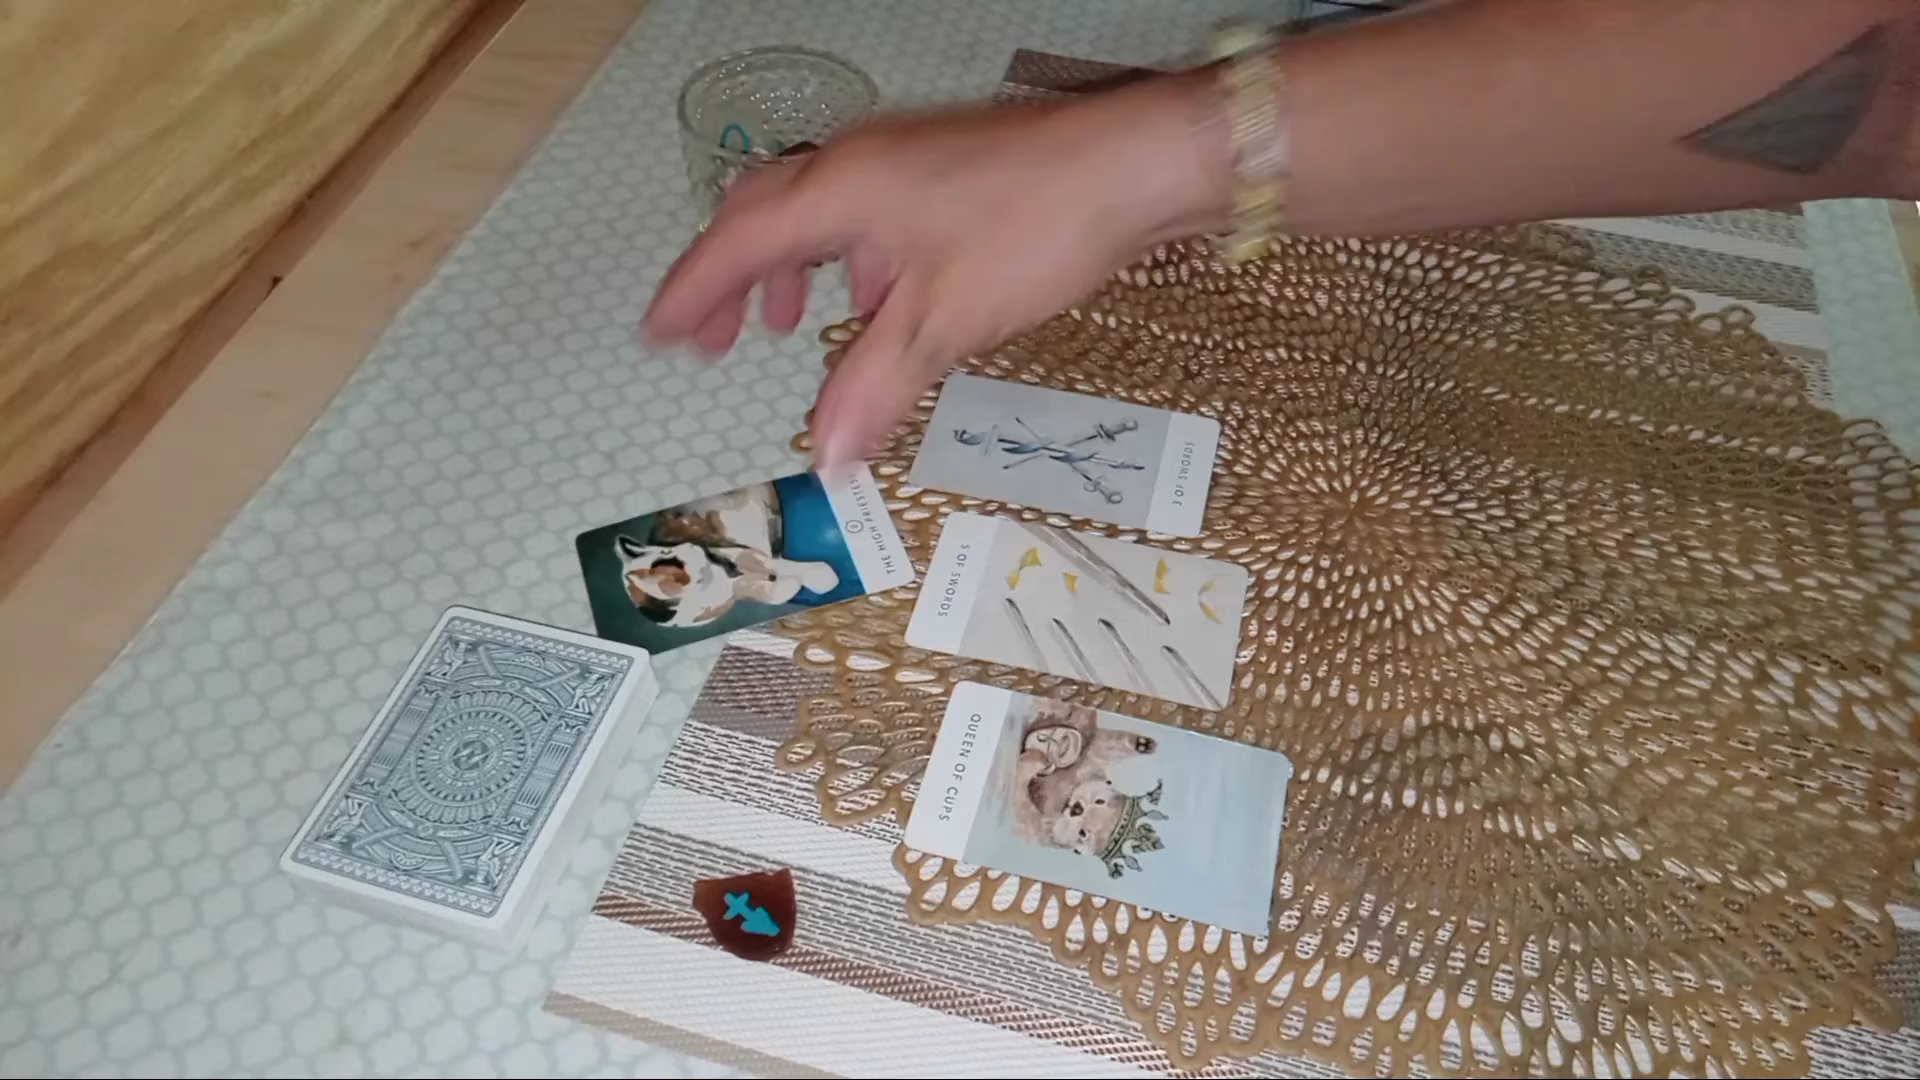 3 OF SWORDS
THE HIGH PRIESTESS
5 OF SWORDS
QUEEN OF CUPS